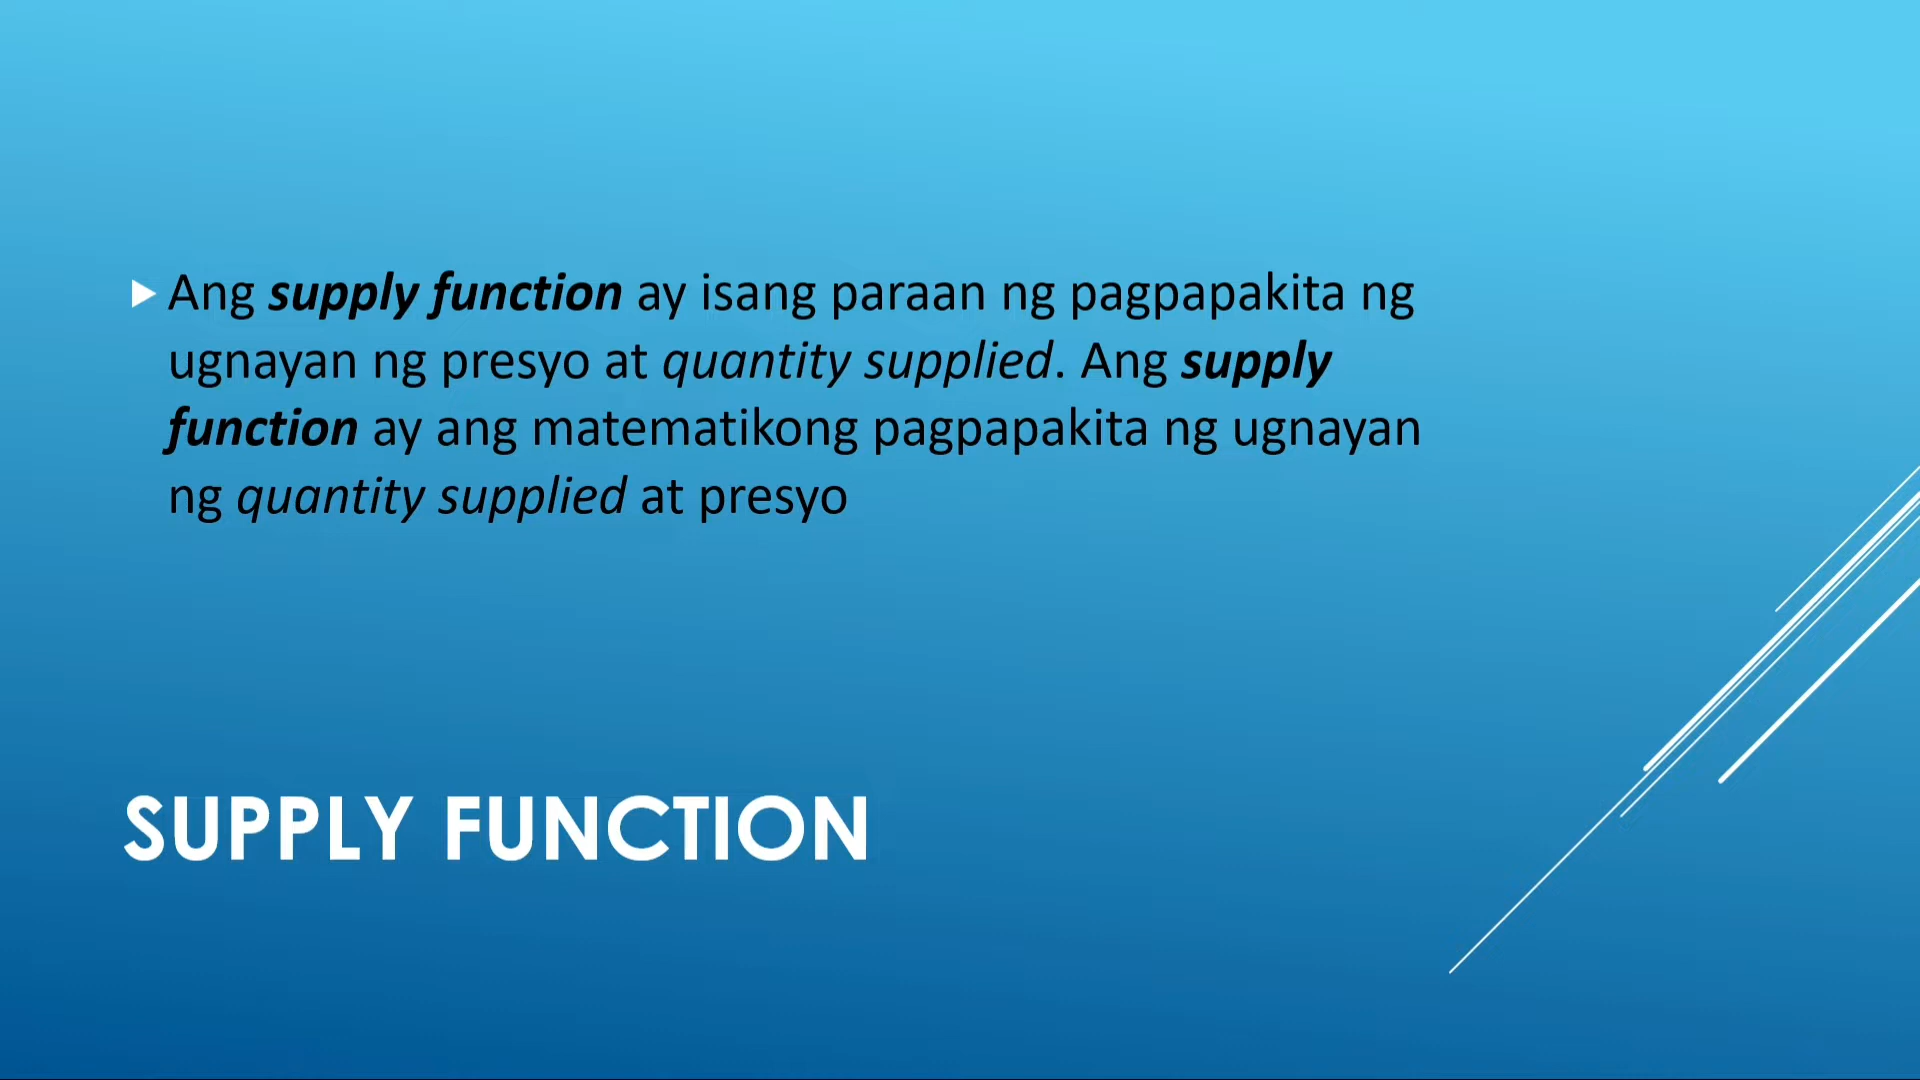 Ang supply function ay isang paraan ng pagpapakita ng
ugnayan ng presyo at quantity supplied. Ang supply
function ay ang matematikong pagpapakita ng ugnayan
ng quantity supplied at presyo
SUPPLY FUNCTION